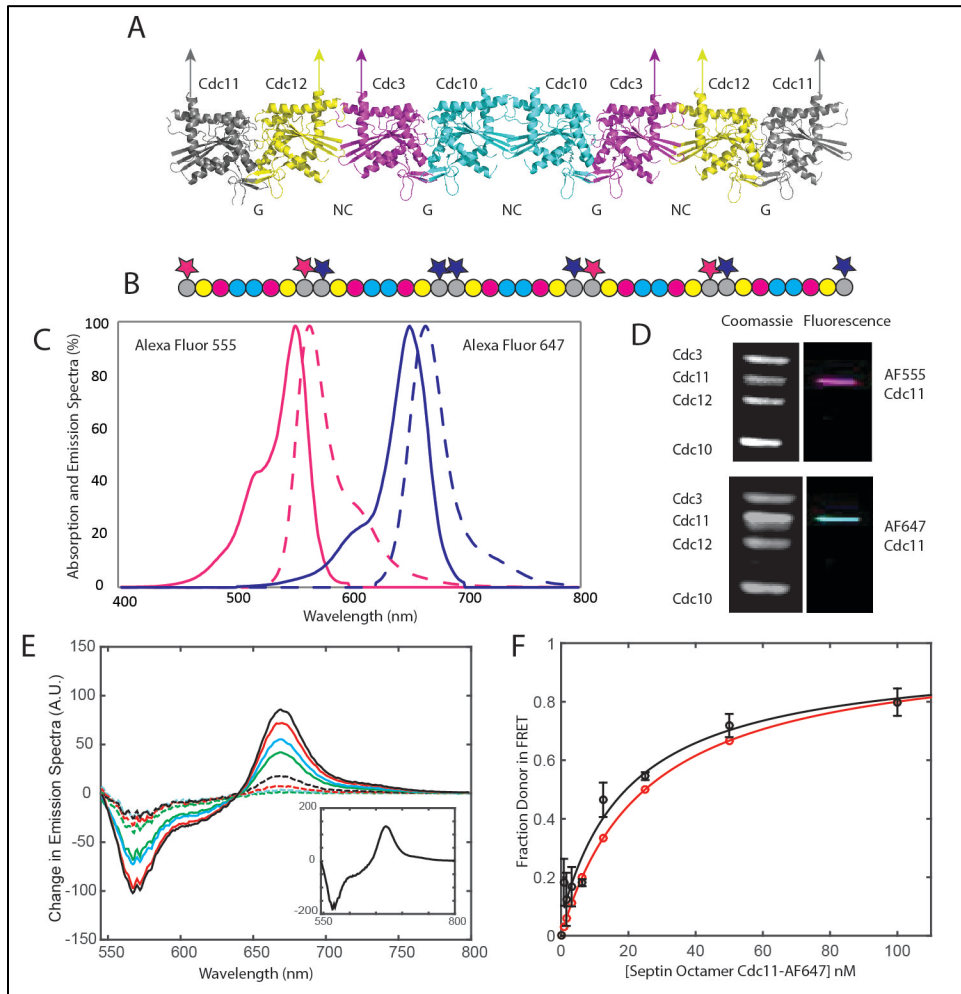 A
Cdc11 Cdc12 Cdc3 Cdc10 Cdc10 Cdc3 Cdc12 Cdc11
G NC G NC G NC G
B
C
100
80
60
40
20
0
Absorption and Emission Spectra (%)
Alexa Fluor 555 Alexa Fluor 647
400 500 600 700 800
Wavelength (nm)
D
Coomassie Fluorescence
Cdc3
Cdc11
Cdc12
Cdc10
AF555
Cdc11
Cdc3
Cdc11
Cdc12
Cdc10
AF647
Cdc11
E
150
100
50
0
-50
-100
-150
Change in Emission Spectra (A.U.)
200
0
-200
550 800
550 600 650 700 750 800
Wavelength (nm)
F
1
0.8
0.6
0.4
0.2
0
Fraction Donor in FRET
0 20 40 60 80 100
[Septin Octamer Cdc11-AF647] nM